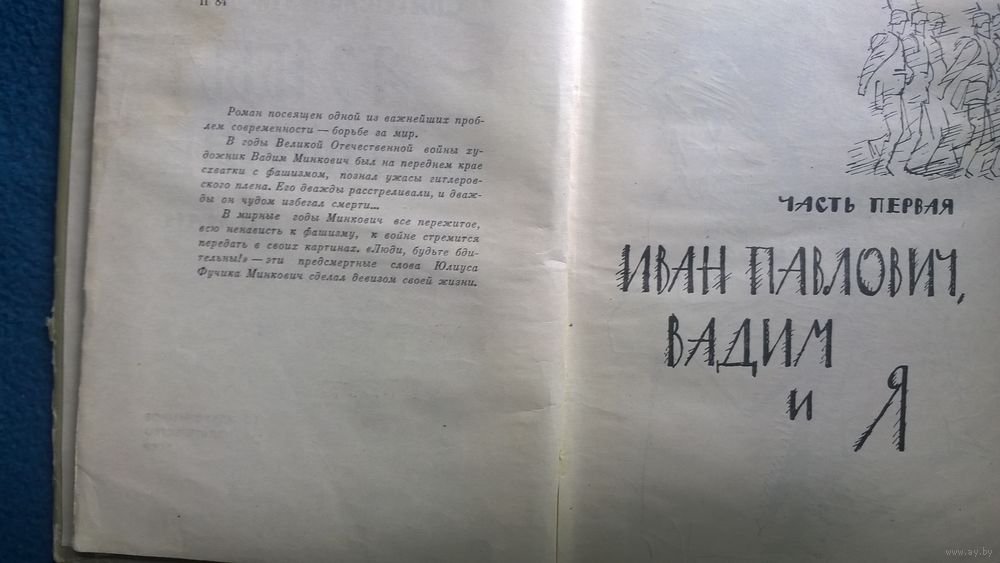 П 84
Роман посвящен одной из важнейших проб-
лем современности — борьбе за мир.
В годы Великой Отечественной войны ху-
дожник Вадим Минкович был на переднем крае
схватки с фашизмом, познал ужасы гитлеров-
ского плена. Его дважды расстреливали, и дваж-
ды он чудом избегал смерти...
В мирные годы Минкович все пережитое,
всю ненависть к фашизму, к войне стремится
передать в своих картинах. «Люди, будьте бди-
тельны!» — эти предсмертные слова Юлиуса
Фучика Минкович сделал девизом своей жизни.
ЧАСТЬ ПЕРВАЯ
ИВАН ПАВЛОВИЧ,
ВАДИМ
И Я
www.ay.by